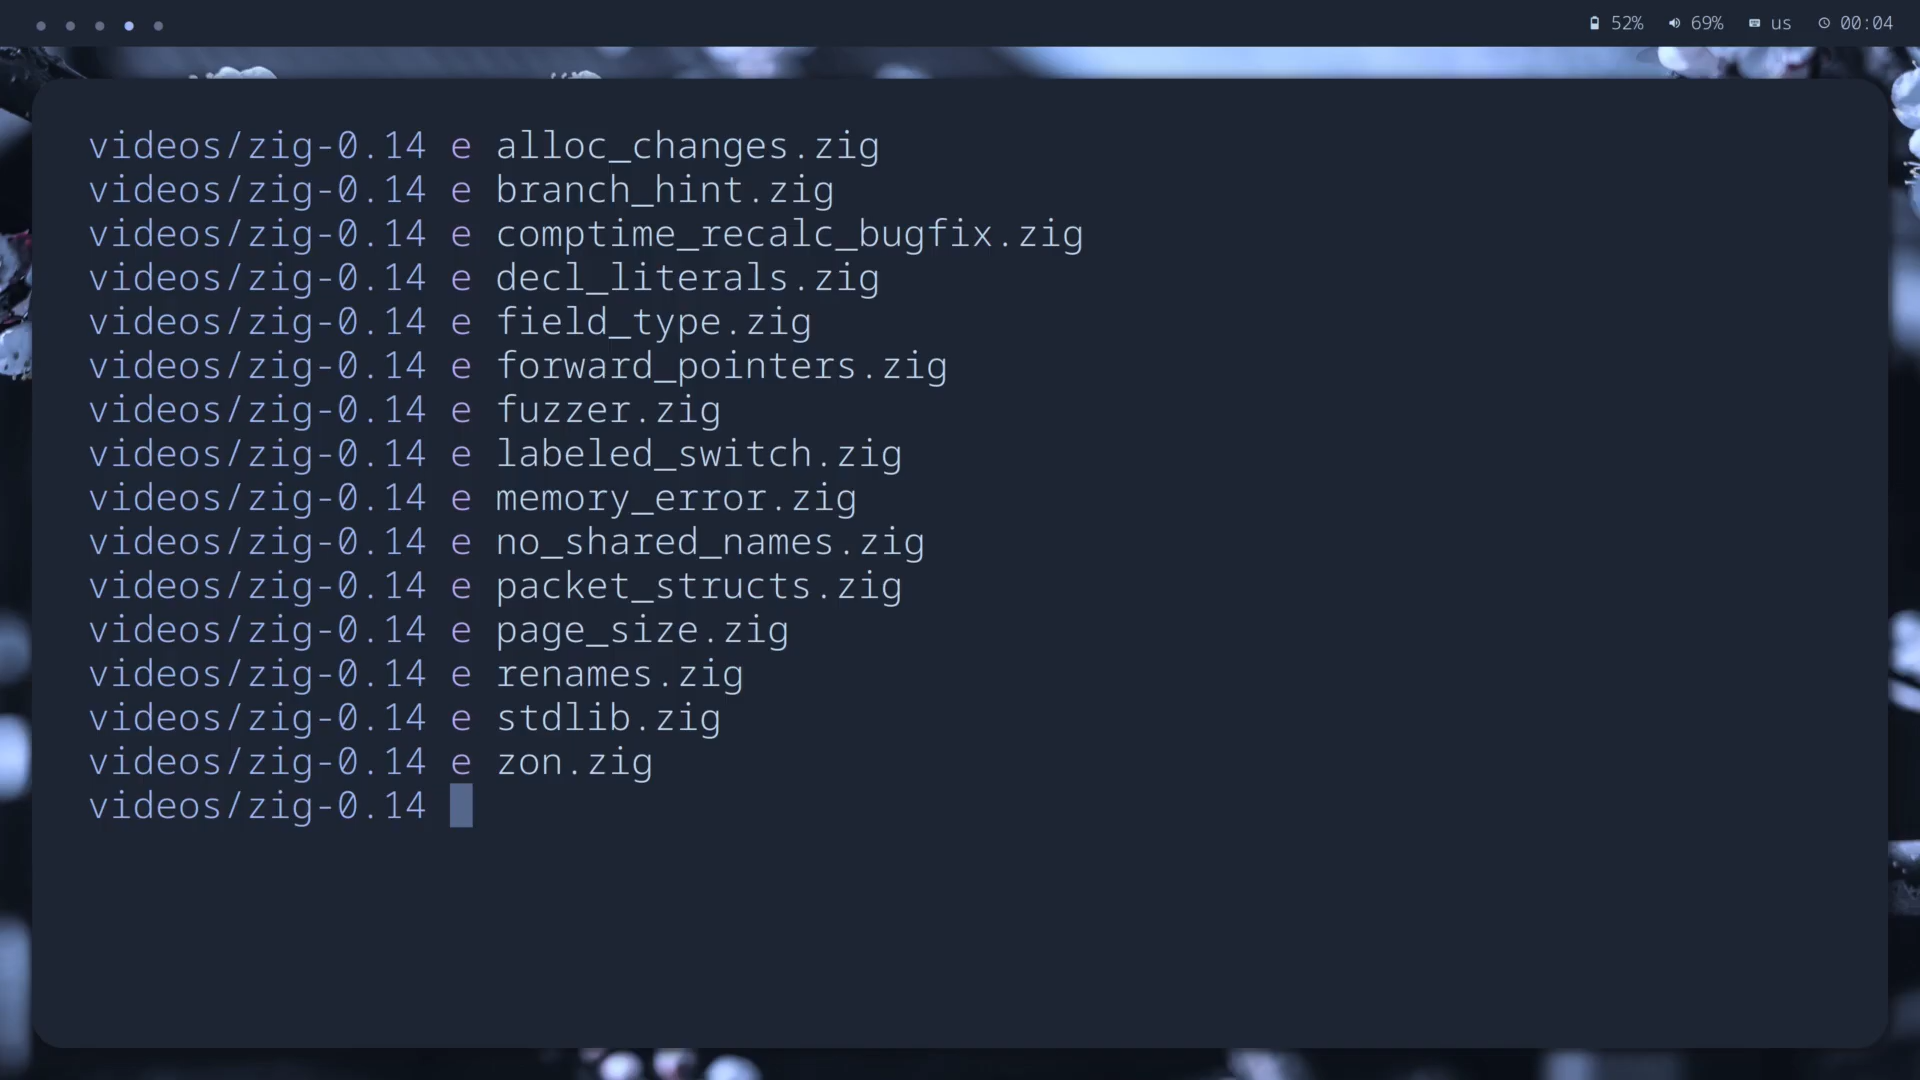 52% 69% us 00:04
videos/zig-0.14 e alloc_changes.zig
videos/zig-0.14 e branch_hint.zig
videos/zig-0.14 e comptime_recalc_bugfix.zig
videos/zig-0.14 e decl_literals.zig
videos/zig-0.14 e field_type.zig
videos/zig-0.14 e forward_pointers.zig
videos/zig-0.14 e fuzzer.zig
videos/zig-0.14 e labeled_switch.zig
videos/zig-0.14 e memory_error.zig
videos/zig-0.14 e no_shared_names.zig
videos/zig-0.14 e packet_structs.zig
videos/zig-0.14 e page_size.zig
videos/zig-0.14 e renames.zig
videos/zig-0.14 e stdlib.zig
videos/zig-0.14 e zon.zig
videos/zig-0.14